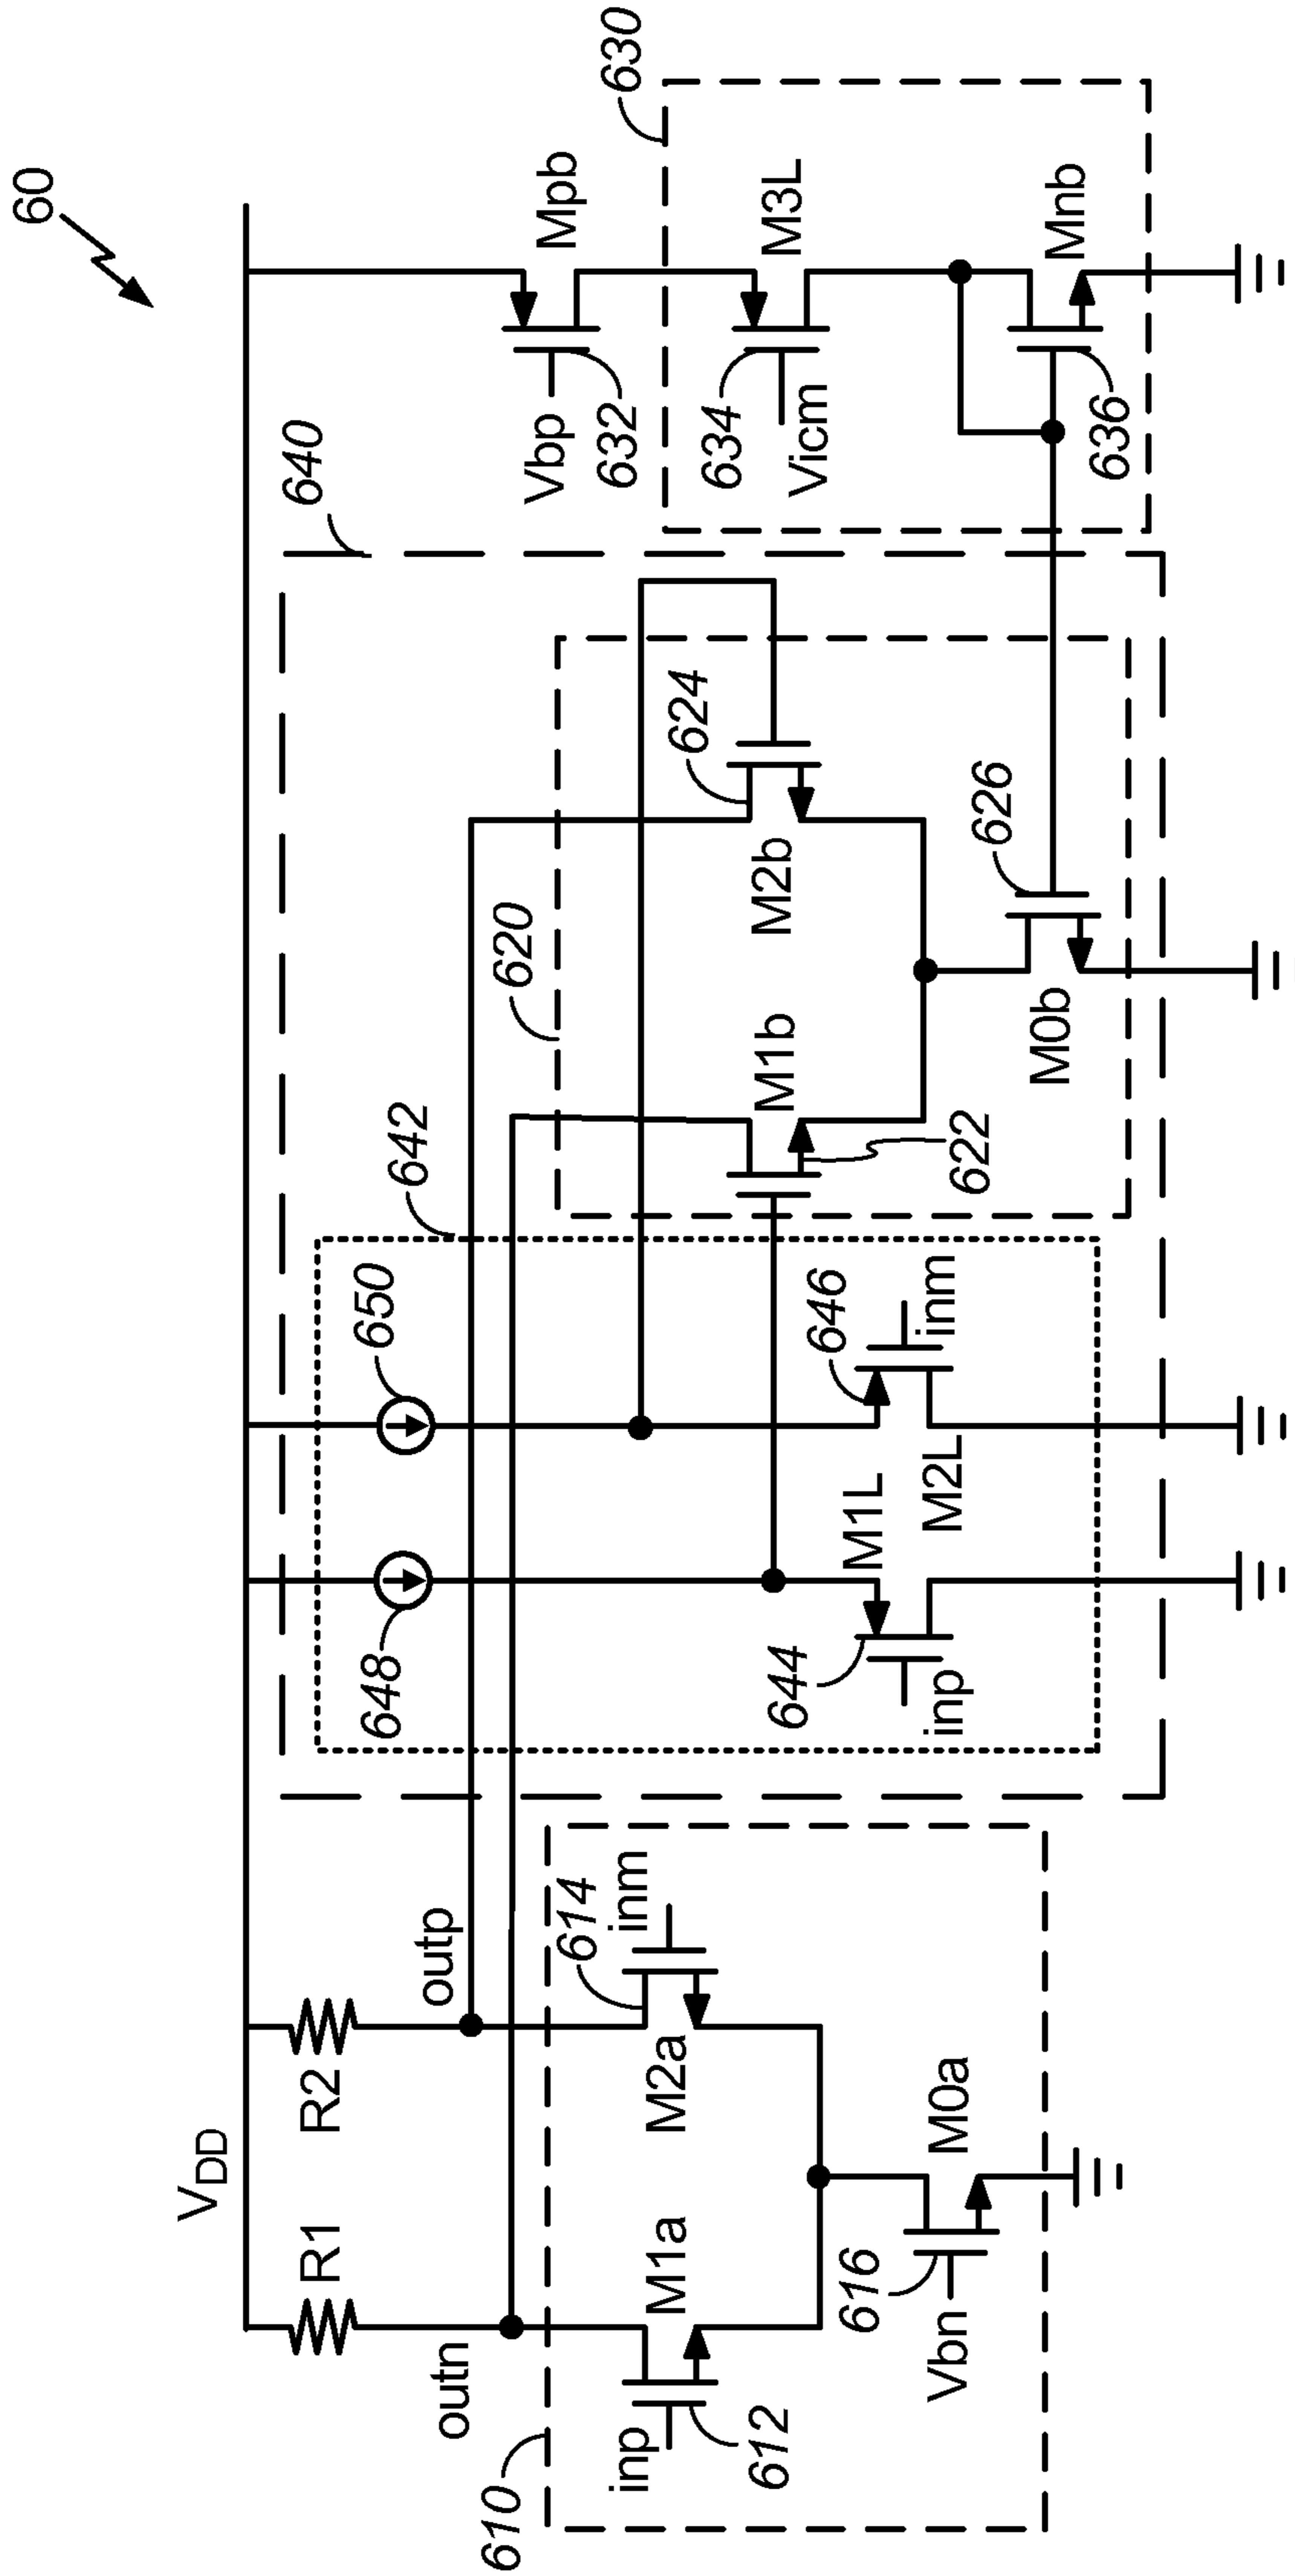 60
V_DD
R1
R2
outn
outp
610
inp
612
M1a
M2a
614
inm
Vbn
616
M0a
640
642
648
650
644
inp
M1L
M2L
646
inm
620
622
M1b
M2b
624
M0b
626
630
Vbp
632
Mpb
634
Vicm
M3L
636
Mnb